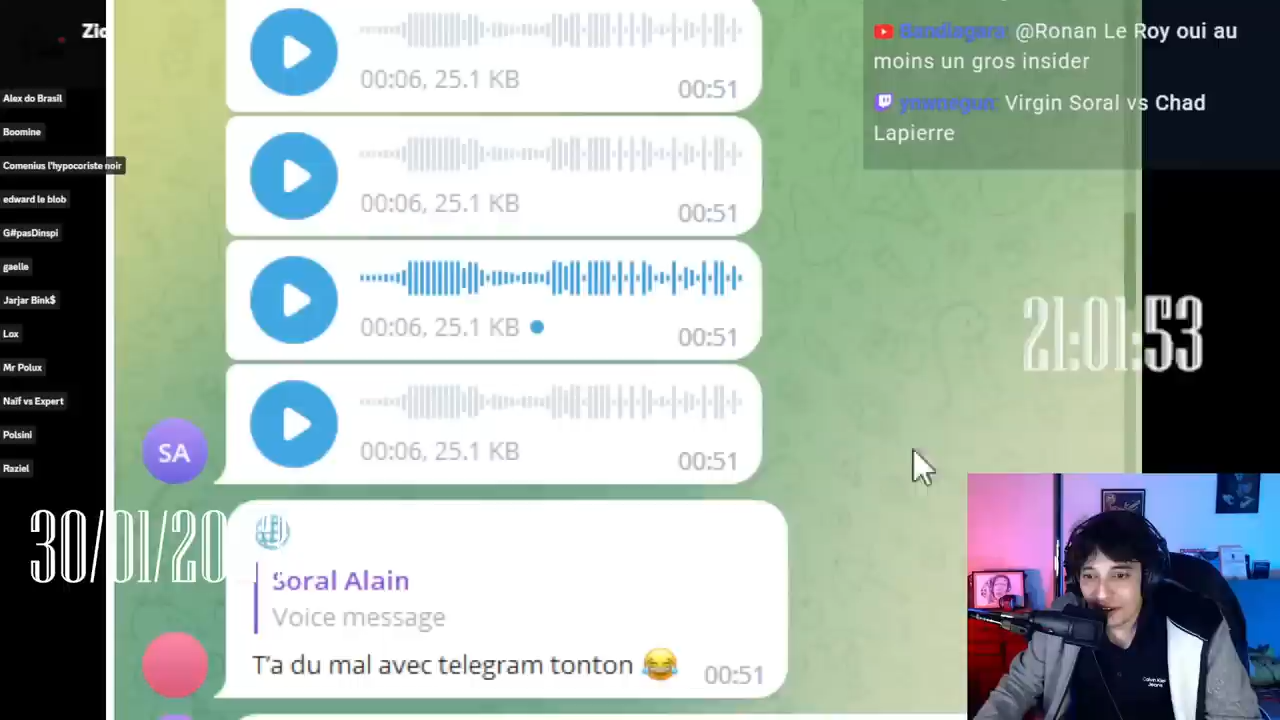 Zio
Alex do Brasil
Boomine
Comenius l'hypocoriste noir
edward le blob
G#pasDinspi
gaelle
Jarjar Bink$
Lox
Mr Polux
Naïf vs Expert
Polsini
Raziel
30/01/20
00:06, 25.1 KB
00:51
00:06, 25.1 KB
00:51
00:06, 25.1 KB
00:51
00:06, 25.1 KB
00:51
SA
Soral Alain
Voice message
T'a du mal avec telegram tonton 😂
00:51
@Ronan Le Roy oui au
moins un gros insider
Virgin Soral vs Chad
Lapierre
21:01:53
Calvin Klein
Jeans